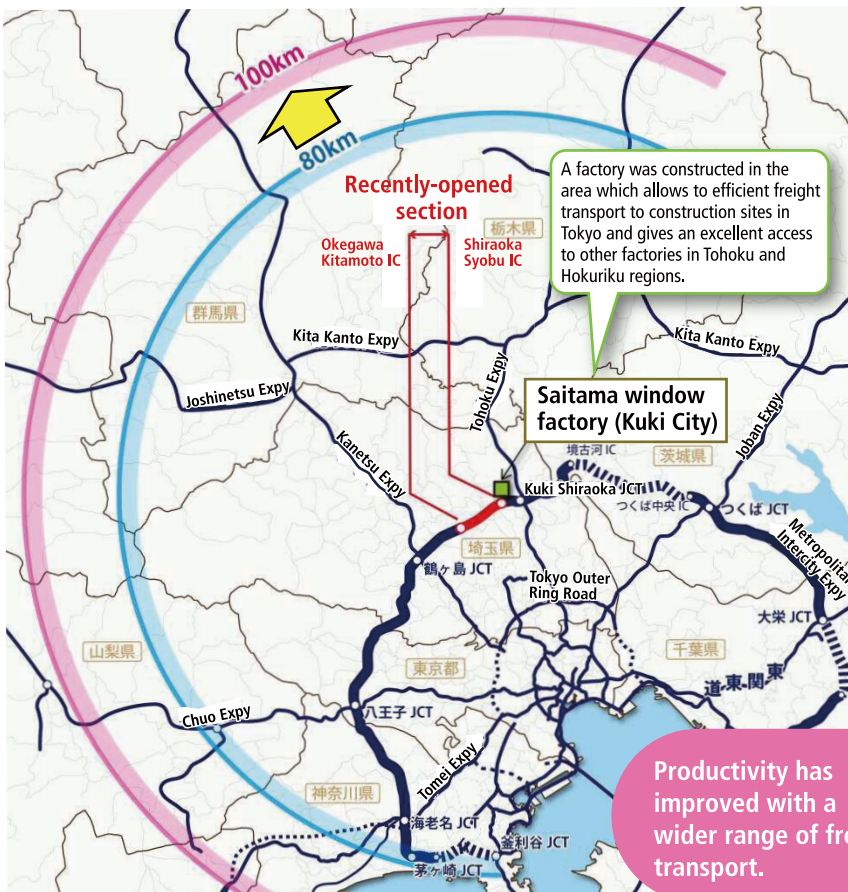 100km
80km
Recently-opened
section
Okegawa
Kitamoto IC
Shiraoka
Syobu IC
栃木県
A factory was constructed in the
area which allows to efficient freight
transport to construction sites in
Tokyo and gives an excellent access
to other factories in Tohoku and
Hokuriku regions.
群馬県
Kita Kanto Expy
Kita Kanto Expy
Joshinetsu Expy
Tohoku Expy
Saitama window
factory (Kuki City)
Joban Expy
Kanetsu Expy
境古河 IC
茨城県
Kuki Shiraoka JCT
つくば中央 IC
つくば JCT
埼玉県
Metropolitan
Intercity Expy
鶴ヶ島 JCT
Tokyo Outer
Ring Road
大栄 JCT
山梨県
東京都
千葉県
道東関東
八王子 JCT
Chuo Expy
Tomei Expy
神奈川県
海老名 JCT
釜利谷 JCT
茅ヶ崎 JCT
Productivity has
improved with a
wider range of fre
transport.